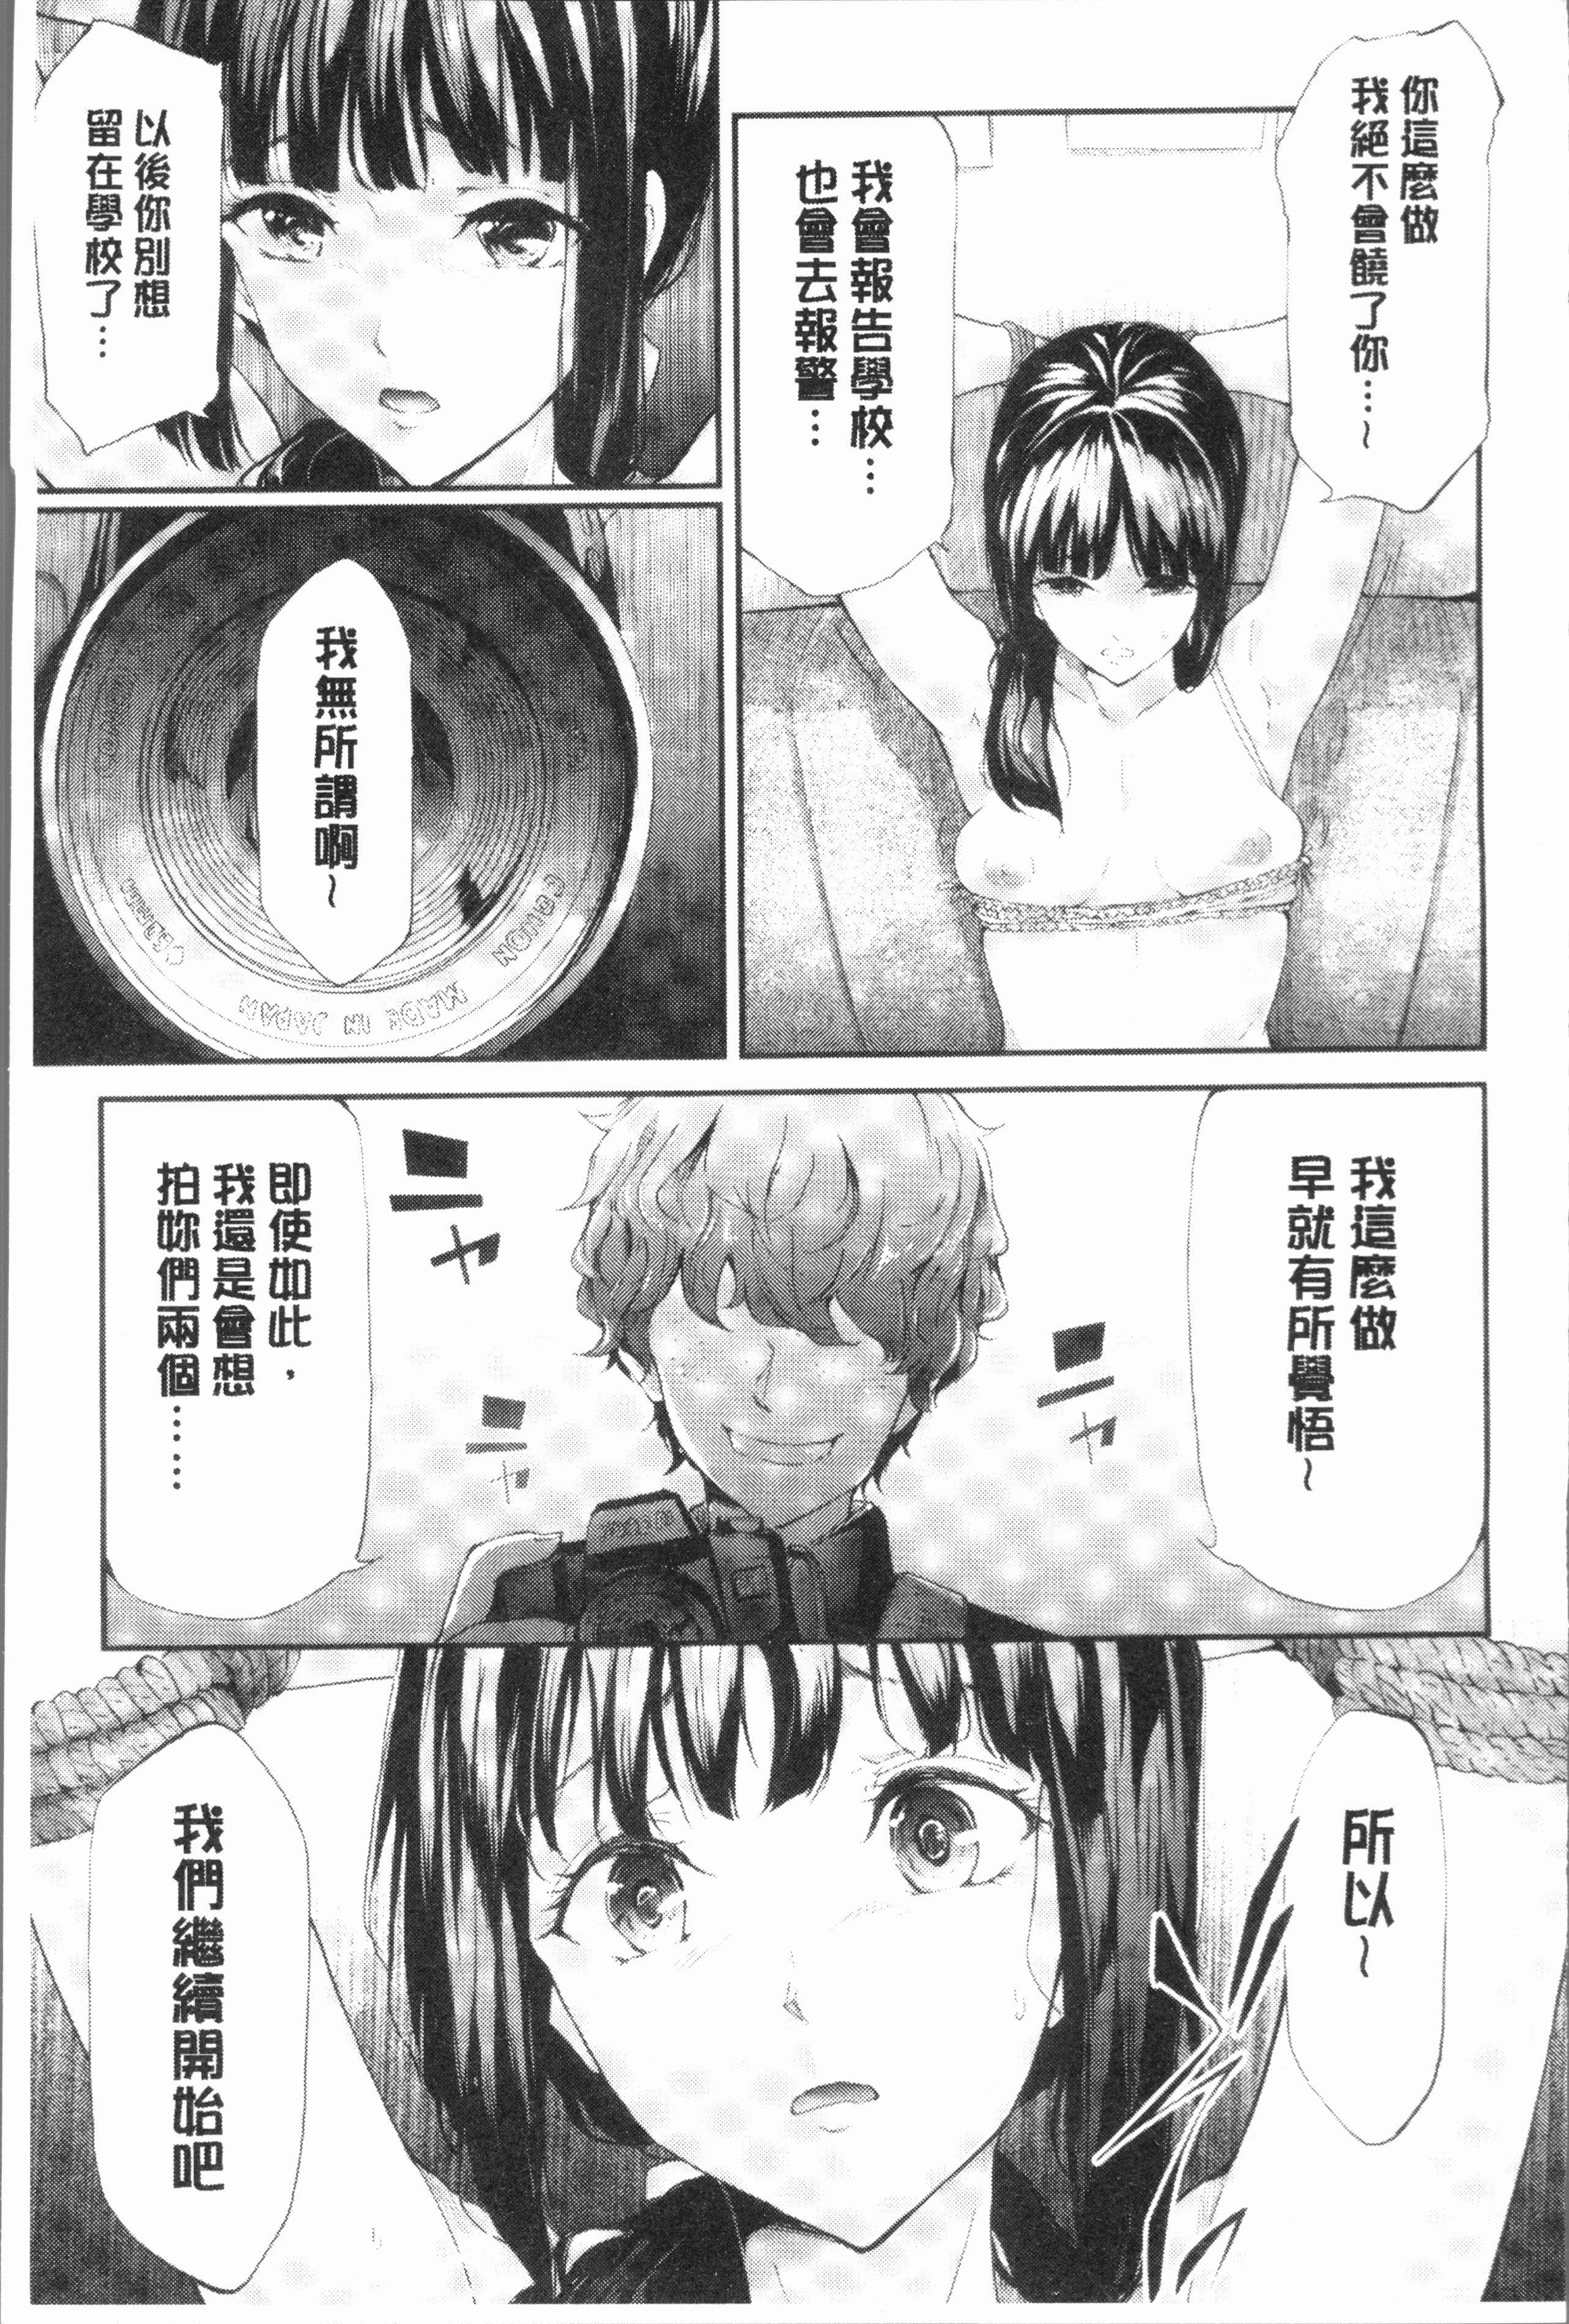 你這麼做
我絕不會饒了你…~
我會報告學校…
也會去報警…
以後你別想
留在學校了…
我無所謂啊~
COUION
MADE IN JAPAN
我這麼做
早就有所覺悟~
ニヤ
ニヤ
ニヤ
即使如此，
我還是會想
拍妳們兩個……
所以~
我們繼續開始吧